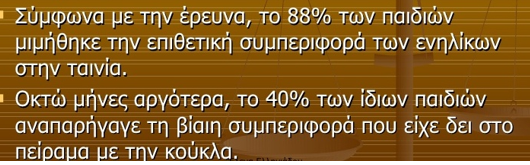 Σύμφωνα με την έρευνα, το 88% των παιδιών
μιμήθηκε την επιθετική συμπεριφορά των ενηλίκων
στην ταινία.
Οκτώ μήνες αργότερα, το 40% των ίδιων παιδιών
αναπαρήγαγε τη βίαιη συμπεριφορά που είχε δει στο
πείραμα με την κούκλα.